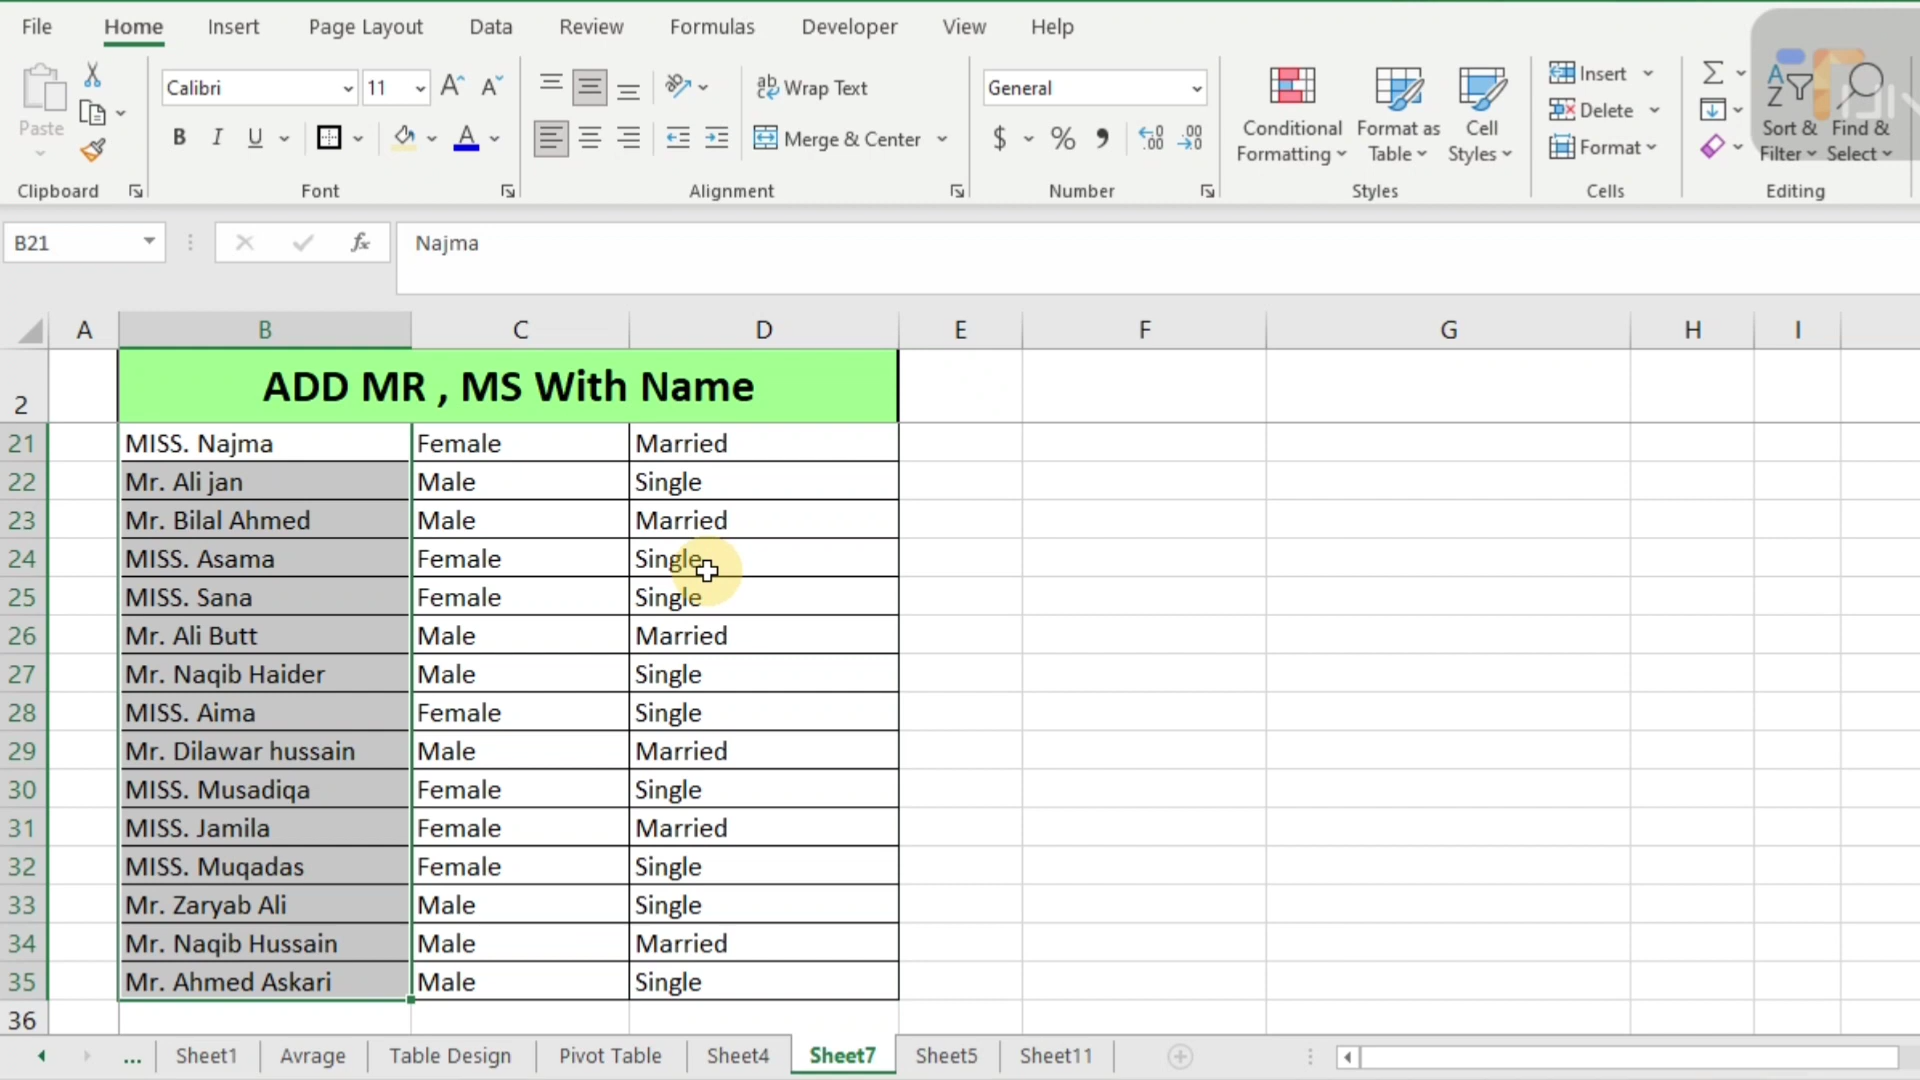 File Home Insert Page Layout Data Review Formulas Developer View Help
Paste
Clipboard
Calibri 11
B I U
Font
Wrap Text
Merge & Center
Alignment
General
$ % ,
Number
Conditional Formatting
Format as Table
Cell Styles
Styles
Insert
Delete
Format
Cells
Sort & Filter
Find & Select
Editing
B21 fx Najma
A B C D E F G H I
2 ADD MR , MS With Name
21 MISS. Najma Female Married
22 Mr. Ali jan Male Single
23 Mr. Bilal Ahmed Male Married
24 MISS. Asama Female Single
25 MISS. Sana Female Single
26 Mr. Ali Butt Male Married
27 Mr. Naqib Haider Male Single
28 MISS. Aima Female Single
29 Mr. Dilawar hussain Male Married
30 MISS. Musadiqa Female Single
31 MISS. Jamila Female Married
32 MISS. Muqadas Female Single
33 Mr. Zaryab Ali Male Single
34 Mr. Naqib Hussain Male Married
35 Mr. Ahmed Askari Male Single
36
... Sheet1 Avrage Table Design Pivot Table Sheet4 Sheet7 Sheet5 Sheet11